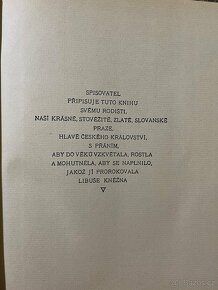 SPISOVATEL
PŘIPISUJE TUTO KNIHU
SVÉMU RODIŠTI,
NAŠÍ KRÁSNÉ, STOVĚŽITÉ, ZLATÉ, SLOVANSKÉ
PRAZE,
HLAVĚ ČESKÉHO KRÁLOVSTVÍ,
S PŘÁNÍM,
ABY DO VĚKŮ VZKVÉTALA, ROSTLA
A MOHUTNĚLA, ABY SE NAPLNILO,
JAKOŽ JÍ PROROKOVALA
LIBUŠE KNĚŽNA